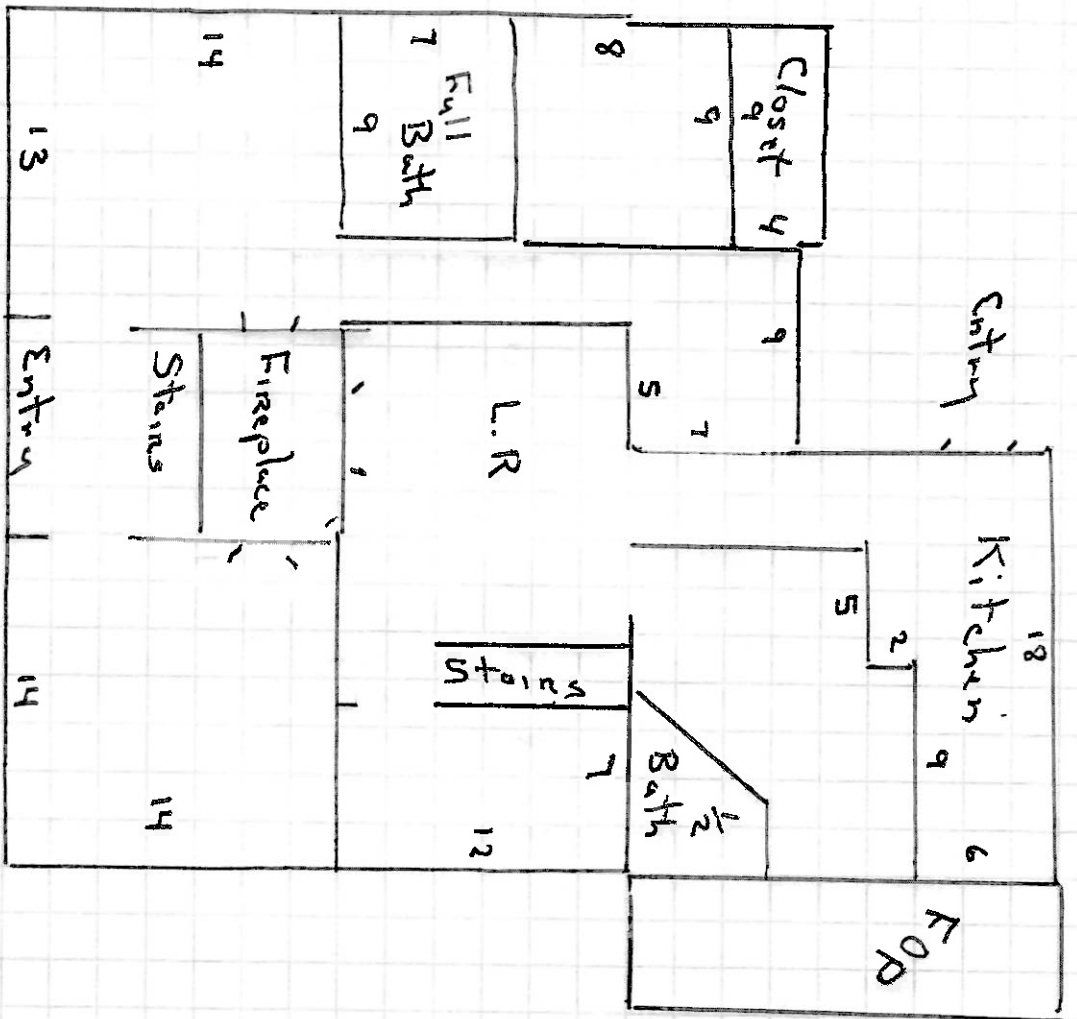 14
7
Full
Bath
9
8
9
Closet
9
4
13
Entry
9
7
5
L.R
Fireplace
Stairs
Entry
Kitchen
18
5
2
9
6
Stairs
1/2
Bath
7
12
14
14
FOP